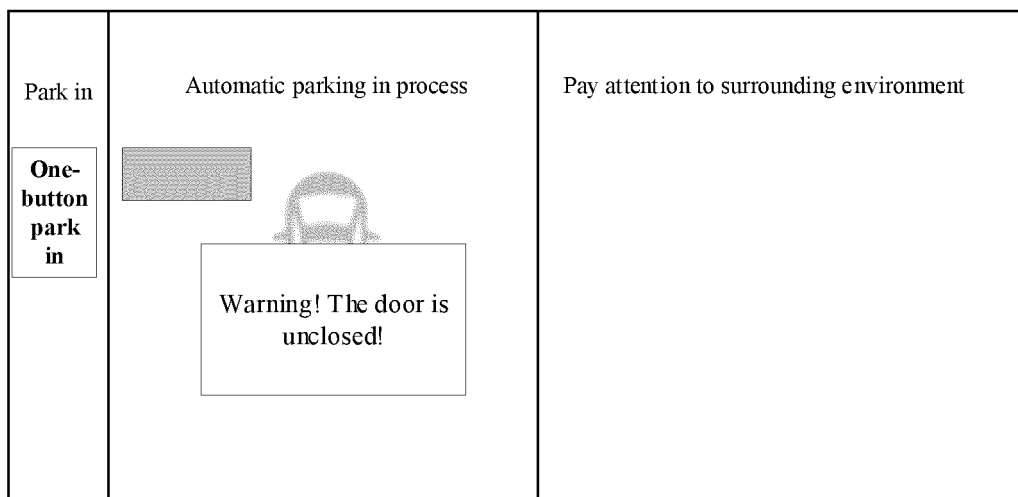 Park in
One-
button
park
in
Automatic parking in process
Warning! The door is
unclosed!
Pay attention to surrounding environment